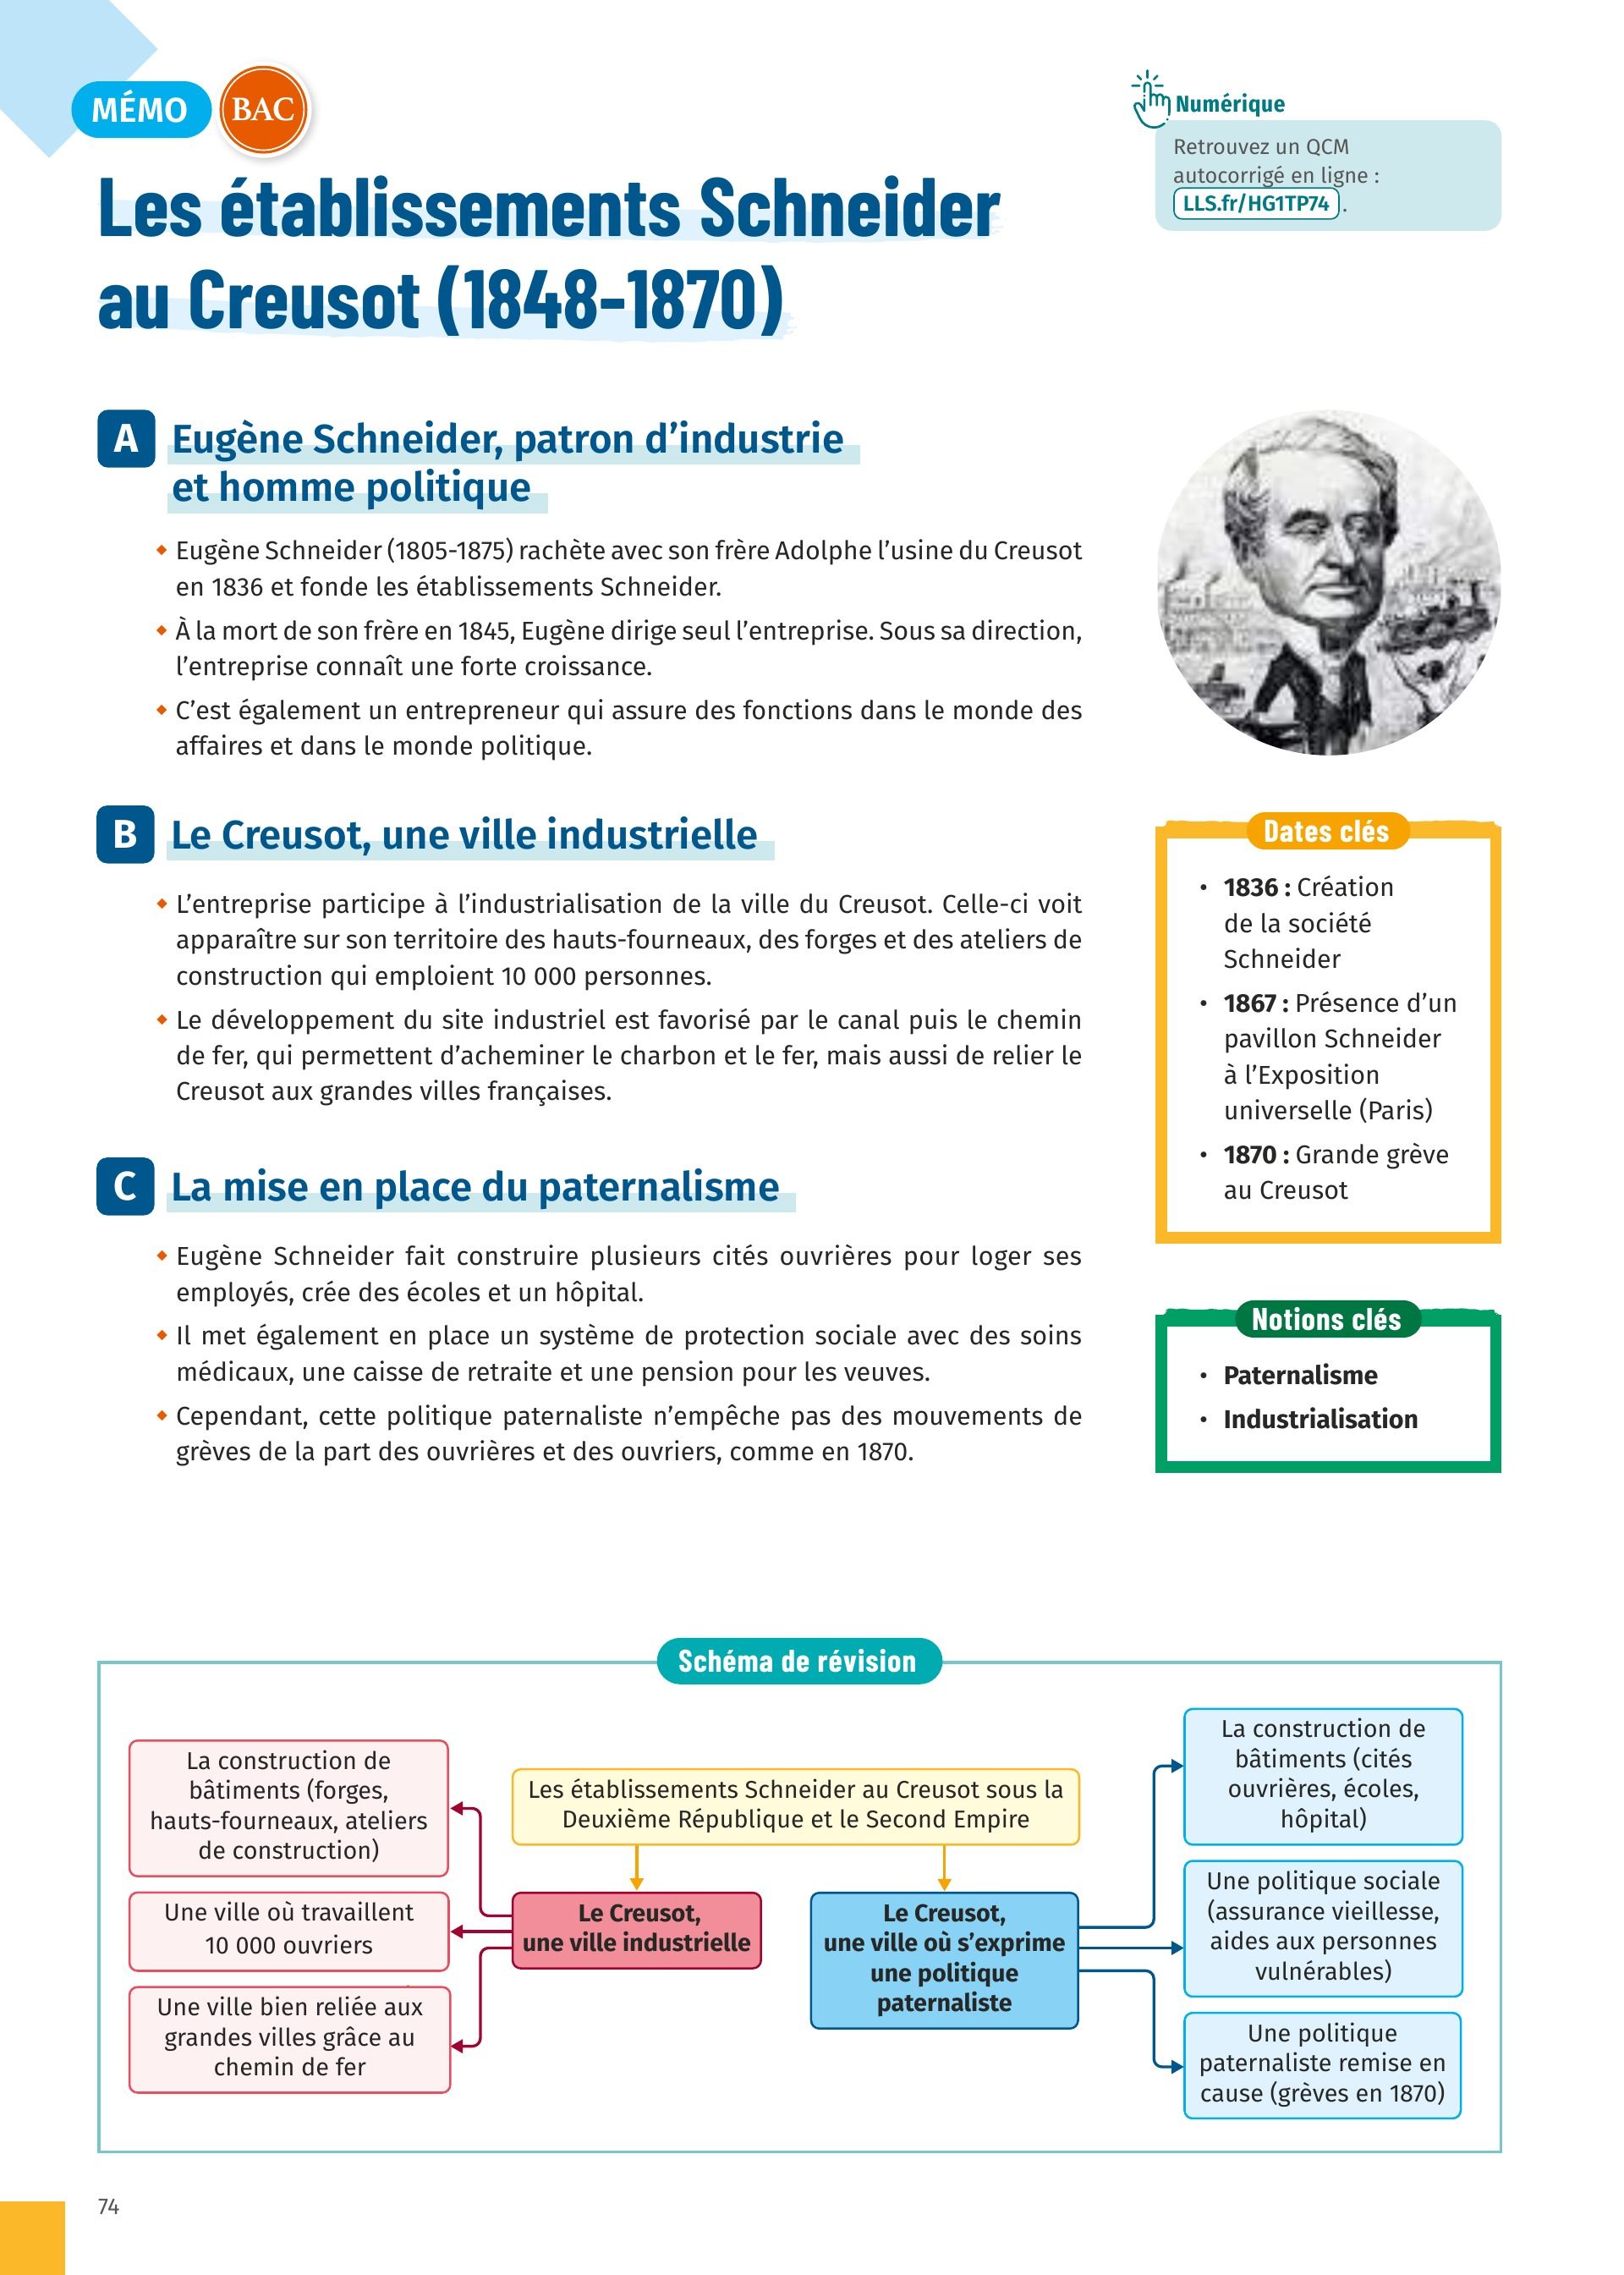 MÉMO
BAC
Numérique
Retrouvez un QCM
autocorrigé en ligne :
LLS.fr/HG1TP74 .
Les établissements Schneider
au Creusot (1848-1870)
A
Eugène Schneider, patron d’industrie
et homme politique
Eugène Schneider (1805-1875) rachète avec son frère Adolphe l’usine du Creusot
en 1836 et fonde les établissements Schneider.
À la mort de son frère en 1845, Eugène dirige seul l’entreprise. Sous sa direction,
l’entreprise connaît une forte croissance.
C’est également un entrepreneur qui assure des fonctions dans le monde des
affaires et dans le monde politique.
B
Le Creusot, une ville industrielle
L’entreprise participe à l’industrialisation de la ville du Creusot. Celle-ci voit
apparaître sur son territoire des hauts-fourneaux, des forges et des ateliers de
construction qui emploient 10 000 personnes.
Le développement du site industriel est favorisé par le canal puis le chemin
de fer, qui permettent d’acheminer le charbon et le fer, mais aussi de relier le
Creusot aux grandes villes françaises.
C
La mise en place du paternalisme
Eugène Schneider fait construire plusieurs cités ouvrières pour loger ses
employés, crée des écoles et un hôpital.
Il met également en place un système de protection sociale avec des soins
médicaux, une caisse de retraite et une pension pour les veuves.
Cependant, cette politique paternaliste n’empêche pas des mouvements de
grèves de la part des ouvrières et des ouvriers, comme en 1870.
Dates clés
• 1836 : Création
de la société
Schneider
• 1867 : Présence d’un
pavillon Schneider
à l’Exposition
universelle (Paris)
• 1870 : Grande grève
au Creusot
Notions clés
• Paternalisme
• Industrialisation
Schéma de révision
La construction de
bâtiments (forges,
hauts-fourneaux, ateliers
de construction)
Une ville où travaillent
10 000 ouvriers
Une ville bien reliée aux
grandes villes grâce au
chemin de fer
Les établissements Schneider au Creusot sous la
Deuxième République et le Second Empire
Le Creusot,
une ville industrielle
Le Creusot,
une ville où s’exprime
une politique
paternaliste
La construction de
bâtiments (cités
ouvrières, écoles,
hôpital)
Une politique sociale
(assurance vieillesse,
aides aux personnes
vulnérables)
Une politique
paternaliste remise en
cause (grèves en 1870)
74